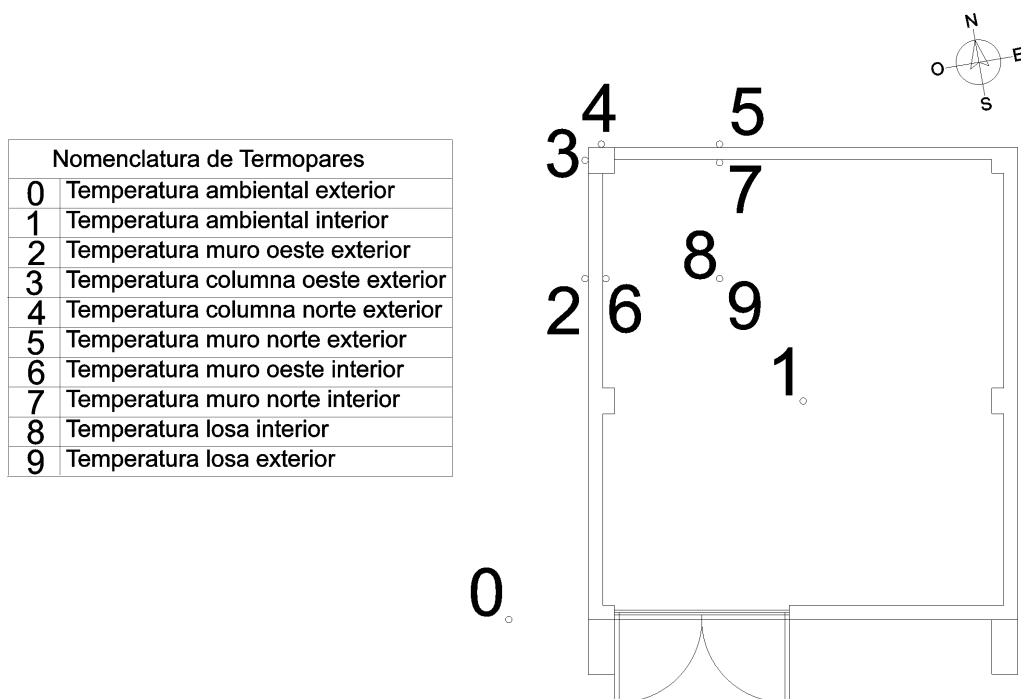 Nomenclatura de Termopares
0 Temperatura ambiental exterior
1 Temperatura ambiental interior
2 Temperatura muro oeste exterior
3 Temperatura columna oeste exterior
4 Temperatura columna norte exterior
5 Temperatura muro norte exterior
6 Temperatura muro oeste interior
7 Temperatura muro norte interior
8 Temperatura losa interior
9 Temperatura losa exterior
N
O E
S
4 5
3
7
8
2 6 9
1
0